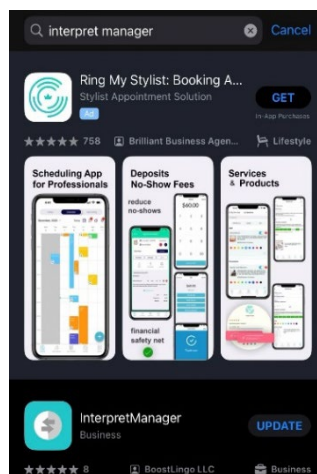 interpret manager
Cancel
Ring My Stylist: Booking A...
Stylist Appointment Solution
Ad
GET
In-App Purchases
758
Brilliant Business Agen...
Lifestyle
Scheduling App
for Professionals
Deposits
No-Show Fees
reduce
no-shows
$60.00
financial
safety net
Services
& Products
InterpretManager
Business
UPDATE
8
BoostLingo LLC
Business